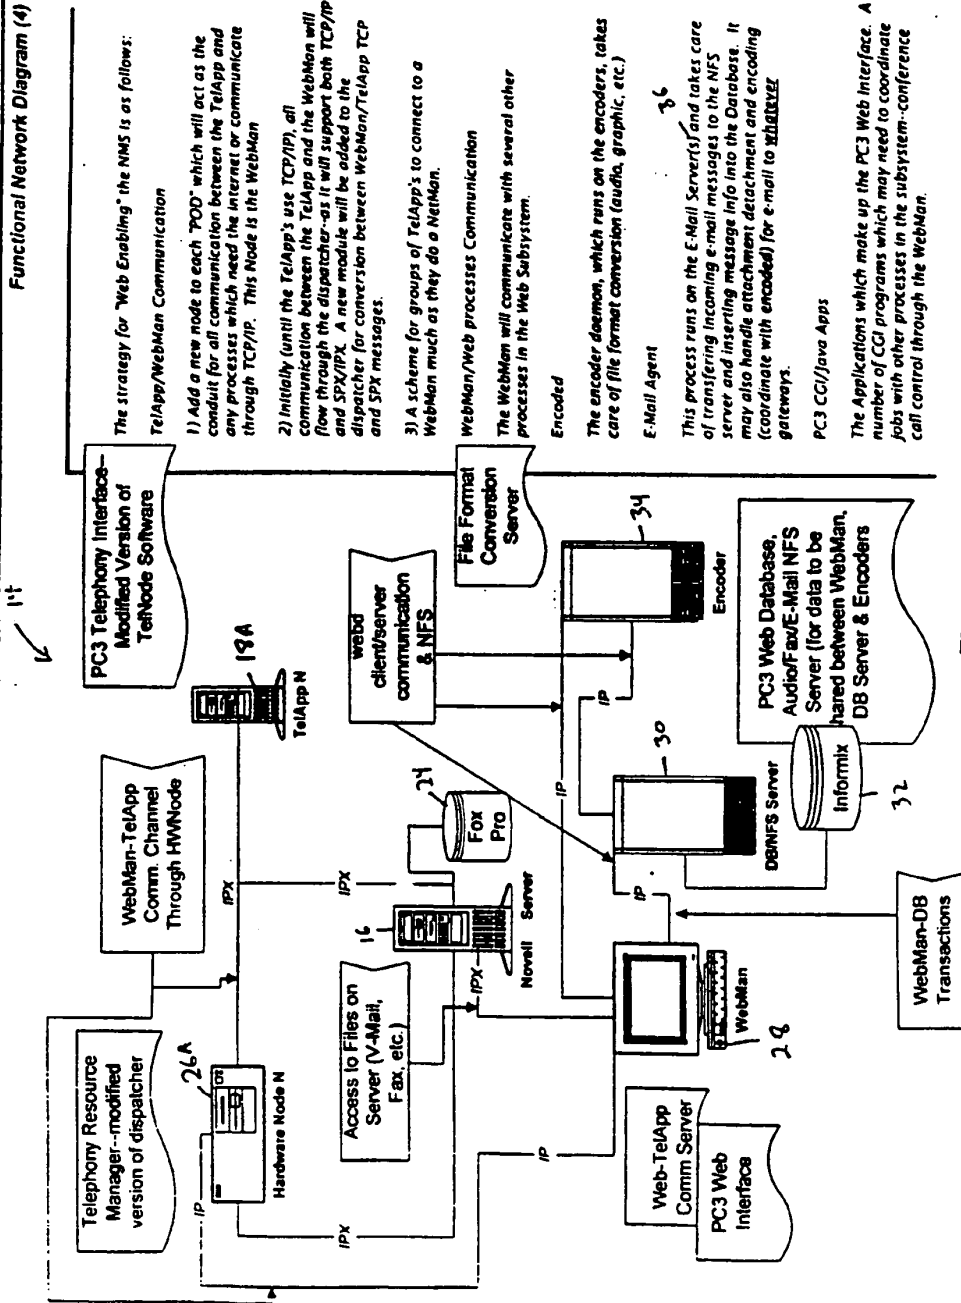 Functional Network Diagram (4)
14
PC3 Telephony Interface--
Modified Version of
TelNode Software
18A
TelApp N
WebMan-TelApp
Comm. Channel
Through HWNode
Telephony Resource
Manager--modified
version of dispatcher
26A
Hardware Node N
IP
IPX
IPX
IPX
IPX
IP
Access to Files on
Server (V-Mail,
Fax, etc.)
16
Novell Server
24
Fox
Pro
webd
client/server
communication
& NFS
File Format
Conversion
Server
34
Encoder
IP
IP
IP
30
DB/NFS Server
Informix
32
PC3 Web Database,
Audio/Fax/E-Mail NFS
Server (for data to be
hared between WebMan,
DB Server & Encoders
WebMan
28
Web-TelApp
Comm Server
PC3 Web
Interface
WebMan-DB
Transactions
The strategy for "Web Enabling" the NMS is as follows:
TelApp/WebMan Communication
1) Add a new node to each "POD" which will act as the
conduit for all communication between the TelApp and
any processes which need the internet or communicate
through TCP/IP. This Node is the WebMan
2) Initially (until the TelApp's use TCP/IP), all
communication between the TelApp and the WebMan will
flow through the dispatcher-as it will support both TCP/IP
and SPX/IPX. A new module will be added to the
dispatcher for conversion between WebMan/TelApp TCP
and SPX messages.
3) A scheme for groups of TelApp's to connect to a
WebMan much as they do a NetMan.
WebMan/Web processes Communication
The WebMan will communicate with several other
processes in the Web Subsystem.
Encoded
The encoder daemon, which runs on the encoders, takes
care of file format conversion (audio, graphic, etc.)
E-Mail Agent
36
This process runs on the E-Mail Server(s) and takes care
of transfering incoming e-mail messages to the NFS
server and inserting message info into the Database. It
may also handle attachment detachment and encoding
(coordinate with encoded) for e-mail to whatever
gateways.
PC3 CGI/Java Apps
The Applications which make up the PC3 Web Interface. A
number of CGI programs which may need to coordinate
jobs with other processes in the subsystem--conference
call control through the WebMan.